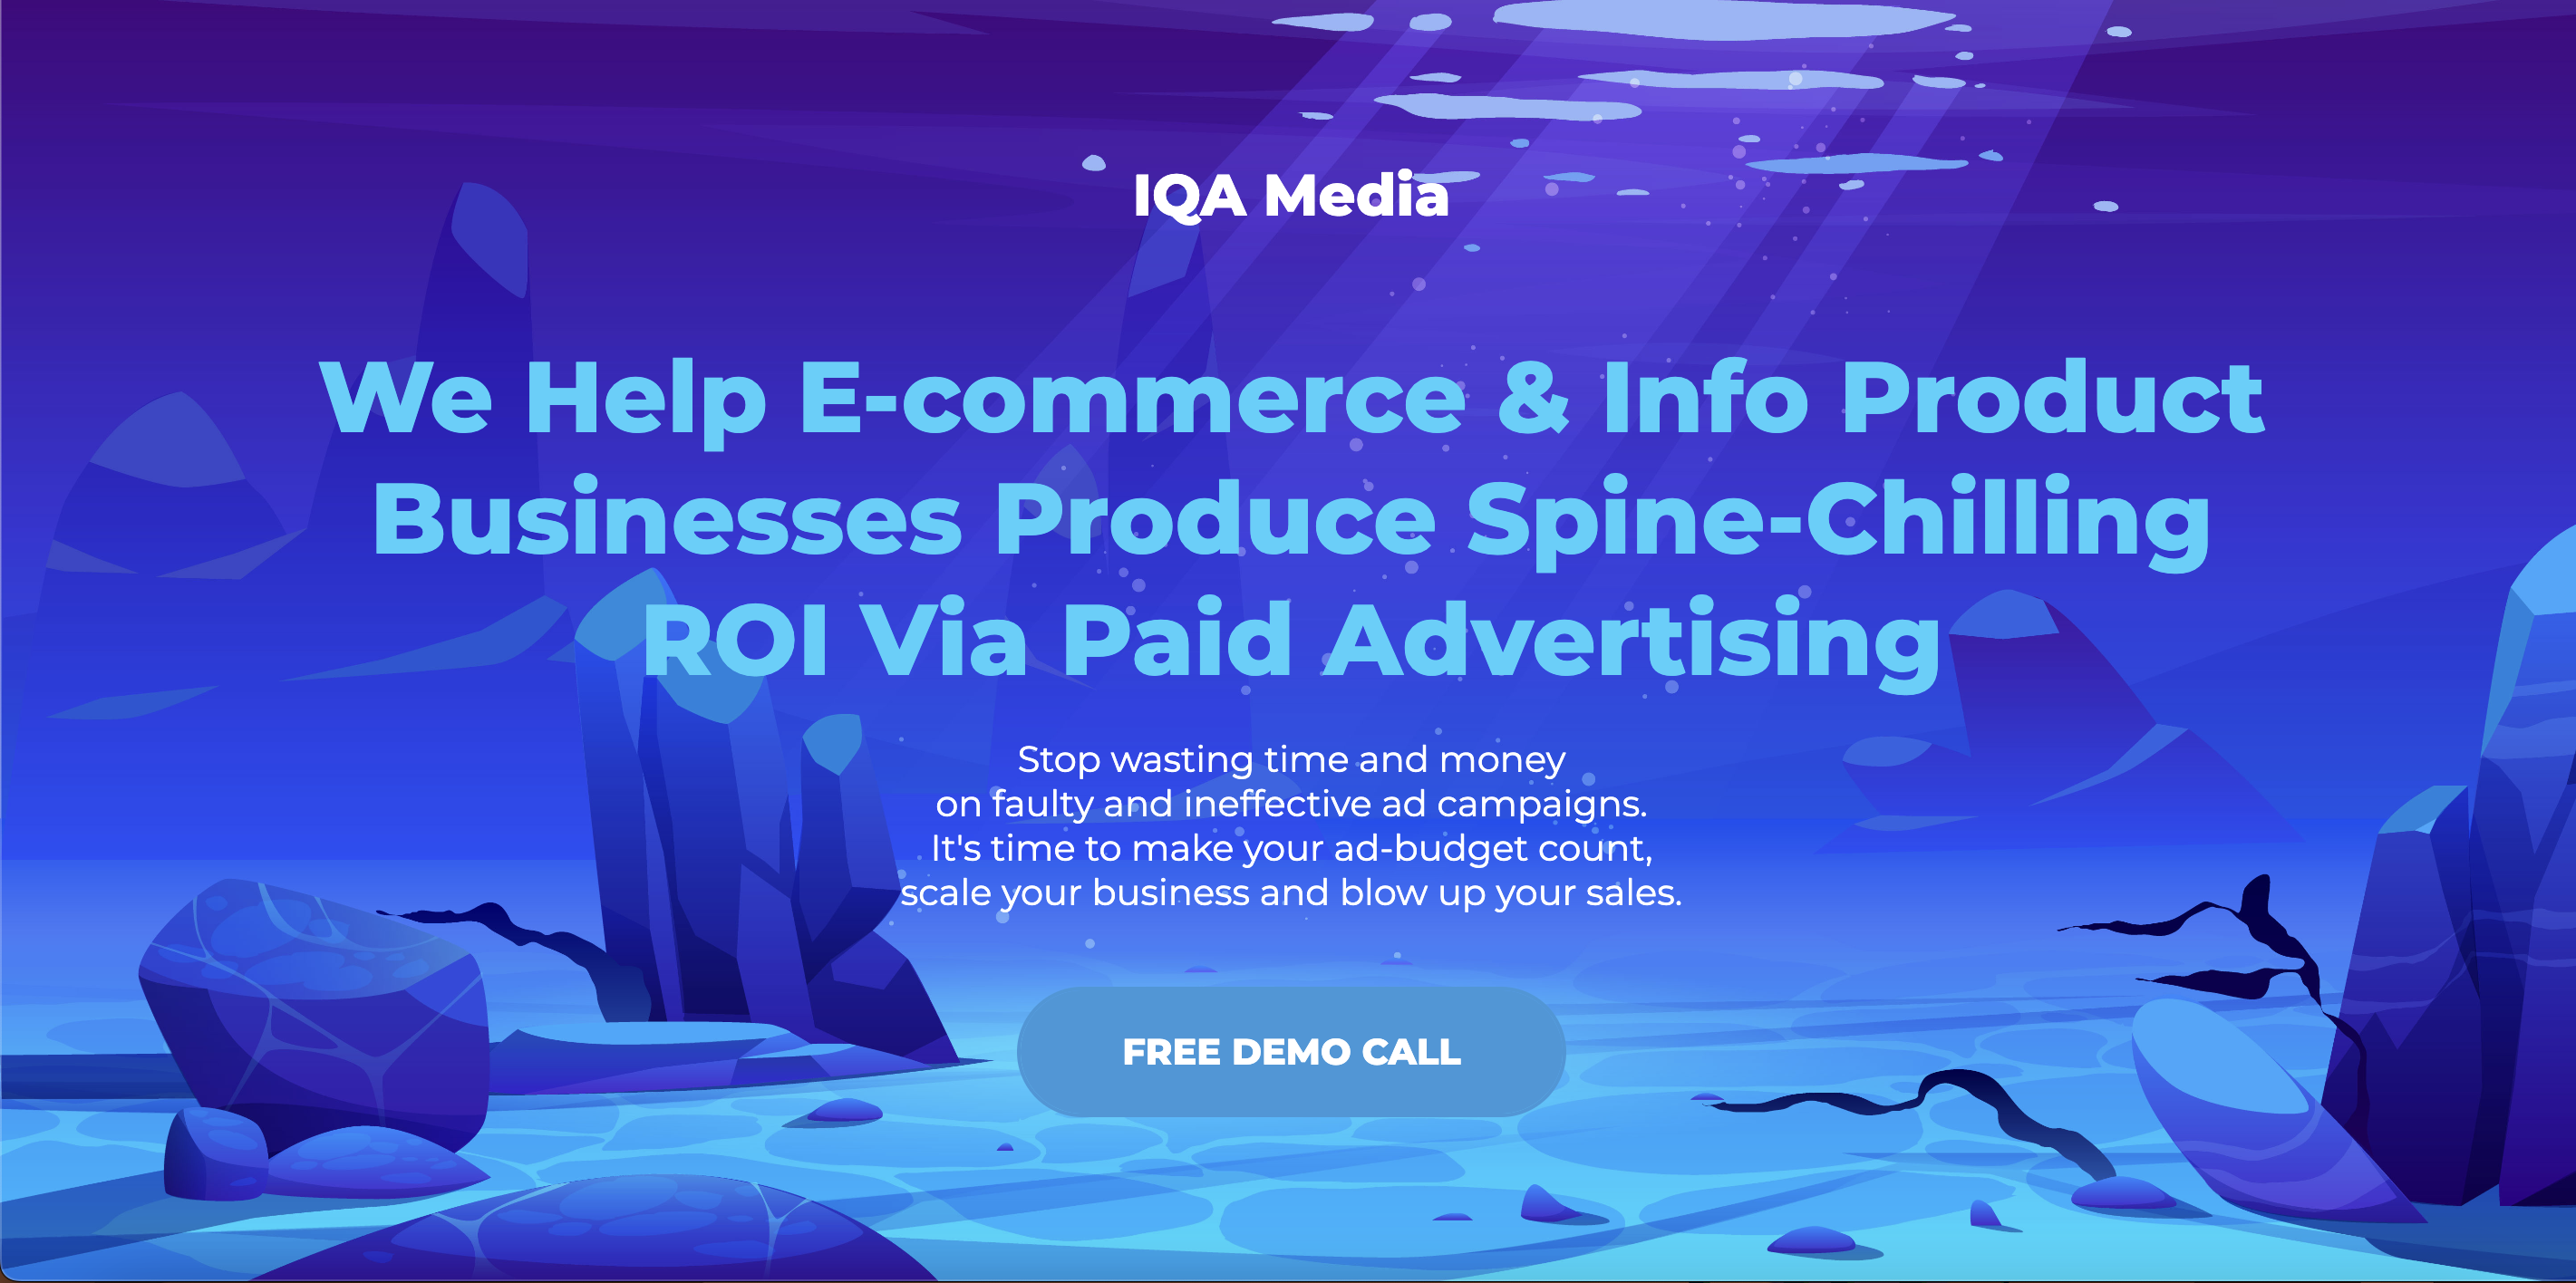 IQA Media
We Help E-commerce & Info Product
Businesses Produce Spine-Chilling
ROI Via Paid Advertising
Stop wasting time and money
on faulty and ineffective ad campaigns.
It's time to make your ad-budget count,
scale your business and blow up your sales.
FREE DEMO CALL